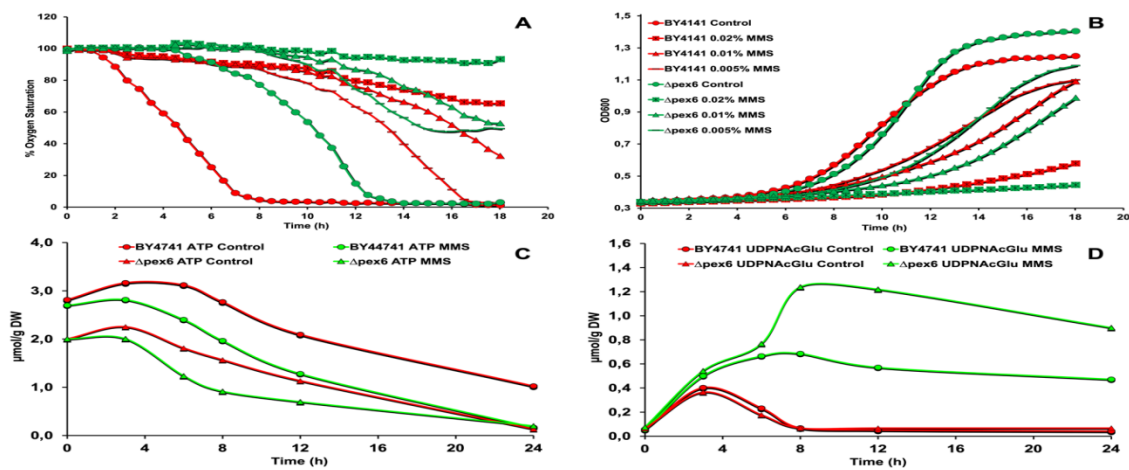 A
% Oxygen Saturation
120
100
80
60
40
20
0
0 2 4 6 8 10 12 14 16 18 20
Time (h)
B
BY4141 Control
BY4141 0.02% MMS
BY4141 0.01% MMS
BY4141 0.005% MMS
Δpex6 Control
Δpex6 0.02% MMS
Δpex6 0.01% MMS
Δpex6 0.005% MMS
OD600
1,5
1,3
1,1
0,9
0,7
0,5
0,3
0 2 4 6 8 10 12 14 16 18 20
Time (h)
BY4741 ATP Control BY44741 ATP MMS
Δpex6 ATP Control Δpex6 ATP MMS
C
µmol/g DW
4,0
3,0
2,0
1,0
0,0
0 4 8 12 16 20 24
Time (h)
BY4741 UDPNAcGlu Control BY4741 UDPNAcGlu MMS
Δpex6 UDPNAcGlu Control Δpex6 UDPNAcGlu MMS
D
µmol/g DW
1,6
1,4
1,2
1,0
0,8
0,6
0,4
0,2
0,0
0 4 8 12 16 20 24
Time (h)